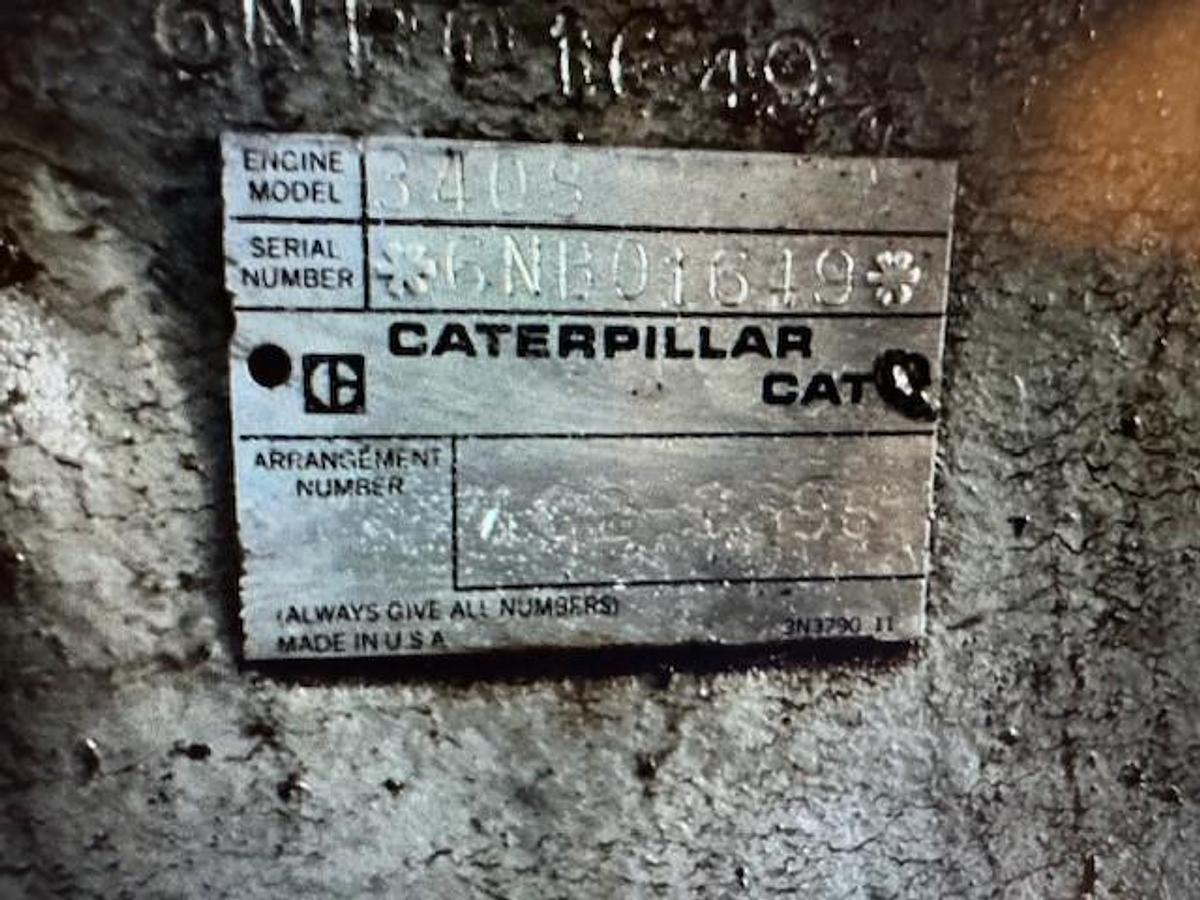 6NB01649
ENGINE MODEL 3408
SERIAL NUMBER *6NB01649*
CATERPILLAR
CAT
ARRANGEMENT NUMBER
(ALWAYS GIVE ALL NUMBERS)
MADE IN U.S.A. 3N3790 11